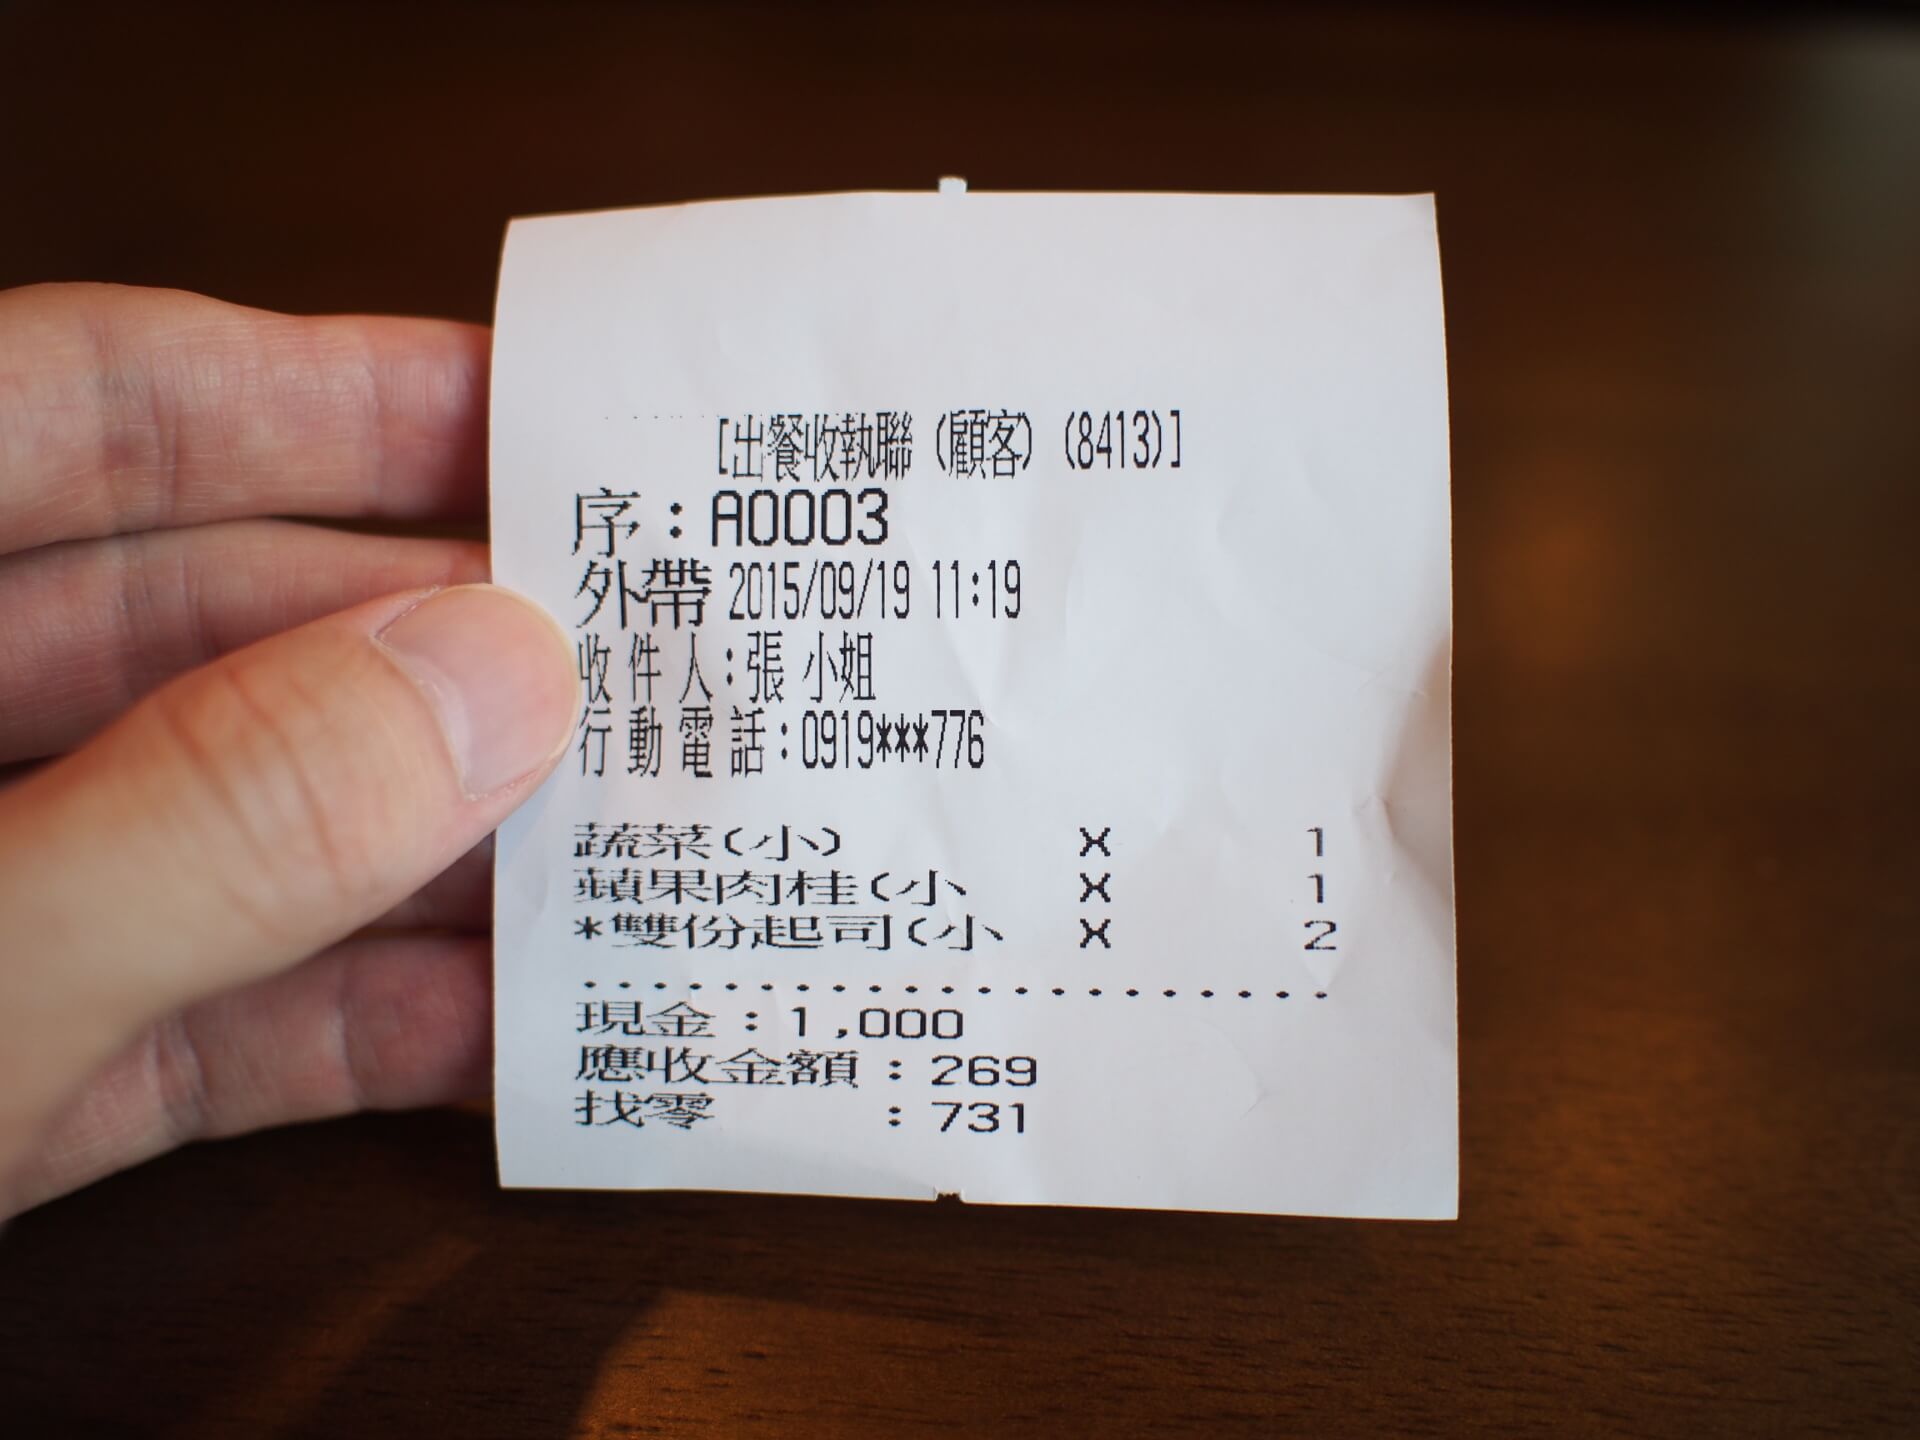 [出餐收執聯(顧客)(8413)]
序:A0003
外帶 2015/09/19 11:19
收件人:張 小姐
行動電話:0919***776
蔬菜(小) X 1
蘋果肉桂(小 X 1
*雙份起司(小 X 2
現金:1,000
應收金額:269
找零:731